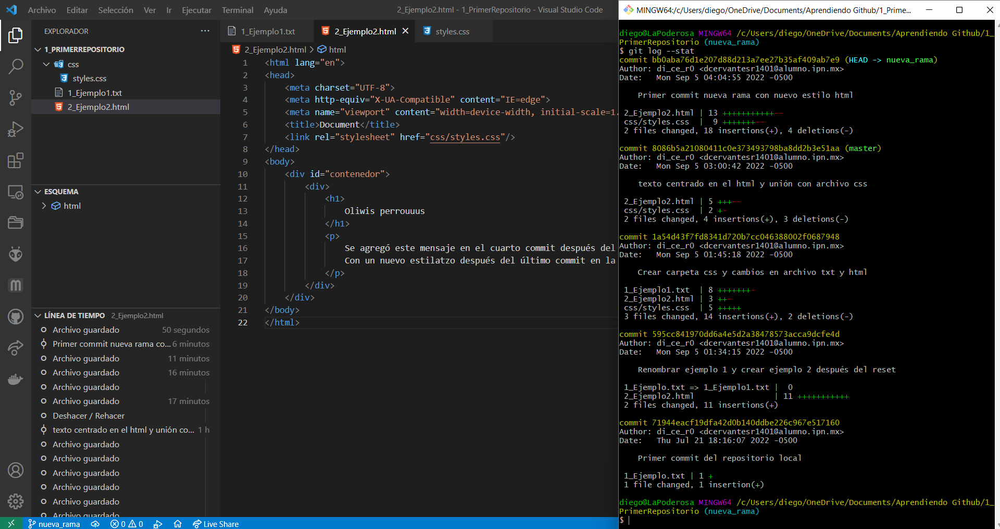 Archivo Editar Selección Ver Ir Ejecutar Terminal Ayuda
2_Ejemplo2.html - 1_PrimerRepositorio - Visual Studio Code
EXPLORADOR
1_PRIMERREPOSITORIO
css
styles.css
1_Ejemplo1.txt
2_Ejemplo2.html
ESQUEMA
html
LÍNEA DE TIEMPO 2_Ejemplo2.html
Archivo guardado 50 segundos
Primer commit nueva rama co... 6 minutos
Archivo guardado 11 minutos
Archivo guardado 16 minutos
Archivo guardado
Archivo guardado 17 minutos
Deshacer / Rehacer
texto centrado en el html y unión co... 1 h
Archivo guardado
Archivo guardado
Archivo guardado
Archivo guardado
Archivo guardado
Archivo guardado
1_Ejemplo1.txt 2_Ejemplo2.html styles.css
2_Ejemplo2.html > html
1 <html lang="en">
2 <head>
3 <meta charset="UTF-8">
4 <meta http-equiv="X-UA-Compatible" content="IE=edge">
5 <meta name="viewport" content="width=device-width, initial-scale=1.
6 <title>Document</title>
7 <link rel="stylesheet" href="css/styles.css"/>
8 </head>
9 <body>
10 <div id="contenedor">
11 <div>
12 <h1>
13 Oliwis perrouuus
14 </h1>
15 <p>
16 Se agregó este mensaje en el cuarto commit después del
17 Con un nuevo estilatzo después del último commit en la
18 </p>
19 </div>
20 </div>
21 </body>
22 </html>
nueva_rama 0 0 Live Share
MINGW64:/c/Users/diego/OneDrive/Documents/Aprendiendo Github/1_Prime...
diego@LaPoderosa MINGW64 /c/Users/diego/OneDrive/Documents/Aprendiendo Github/1_
PrimerRepositorio (nueva_rama)
$ git log --stat
commit bb0aba76d1e207d88d213a7ee27b35af409ab7e9 (HEAD -> nueva_rama)
Author: di_ce_r0 <dcervantesr1401@alumno.ipn.mx>
Date: Mon Sep 5 04:04:55 2022 -0500
Primer commit nueva rama con nuevo estilo html
2_Ejemplo2.html | 13 +++++++++++--
css/styles.css | 9 +++++++--
2 files changed, 18 insertions(+), 4 deletions(-)
commit 8086b5a21080411c0e373493798ba8dd2b3e51aa (master)
Author: di_ce_r0 <dcervantesr1401@alumno.ipn.mx>
Date: Mon Sep 5 03:00:42 2022 -0500
texto centrado en el html y unión con archivo css
2_Ejemplo2.html | 5 +++--
css/styles.css | 2 +-
2 files changed, 4 insertions(+), 3 deletions(-)
commit 1a54d43f7fd8341d720b7cc046388002f0687948
Author: di_ce_r0 <dcervantesr1401@alumno.ipn.mx>
Date: Mon Sep 5 01:45:18 2022 -0500
Crear carpeta css y cambios en archivo txt y html
1_Ejemplo1.txt | 8 +++++++-
2_Ejemplo2.html | 3 ++-
css/styles.css | 5 +++++
3 files changed, 14 insertions(+), 2 deletions(-)
commit 595cc841970dd6a4e5d2a38478573acca9dcfe4d
Author: di_ce_r0 <dcervantesr1401@alumno.ipn.mx>
Date: Mon Sep 5 01:34:15 2022 -0500
Renombrar ejemplo 1 y crear ejemplo 2 después del reset
1_Ejemplo.txt => 1_Ejemplo1.txt | 0
2_Ejemplo2.html | 11 +++++++++++
2 files changed, 11 insertions(+)
commit 71944eacf19dfa42d0b140ddbe226c967e517160
Author: di_ce_r0 <dcervantesr1401@alumno.ipn.mx>
Date: Thu Jul 21 18:16:07 2022 -0500
Primer commit del repositorio local
1_Ejemplo.txt | 1 +
1 file changed, 1 insertion(+)
diego@LaPoderosa MINGW64 /c/Users/diego/OneDrive/Documents/Aprendiendo Github/1_
PrimerRepositorio (nueva_rama)
$